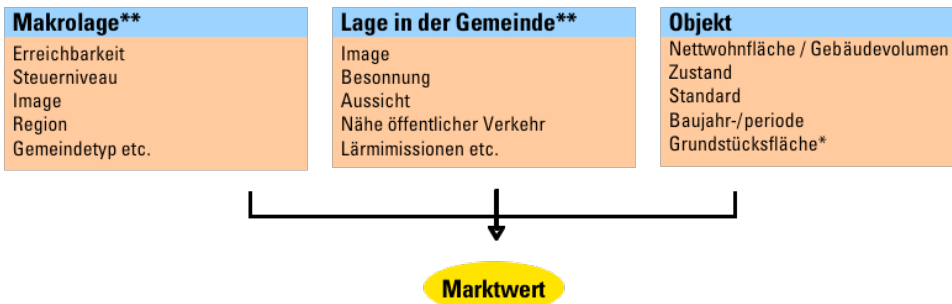 Makrolage**
Erreichbarkeit
Steuerniveau
Image
Region
Gemeindetyp etc.
Lage in der Gemeinde**
Image
Besonnung
Aussicht
Nähe öffentlicher Verkehr
Lärmimissionen etc.
Objekt
Nettwohnfläche / Gebäudevolumen
Zustand
Standard
Baujahr-/periode
Grundstücksfläche*
Marktwert